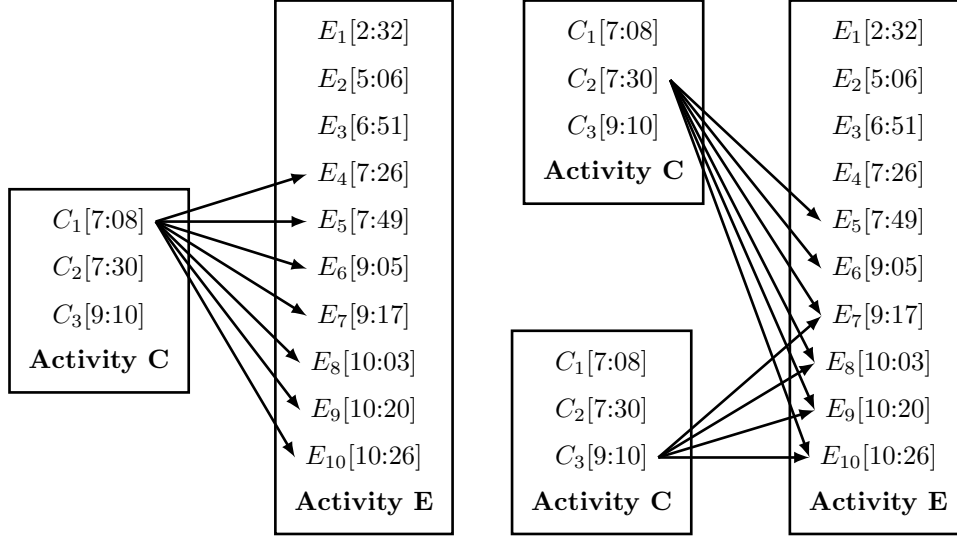 E₁[2:32]
E₂[5:06]
E₃[6:51]
E₄[7:26]
E₅[7:49]
E₆[9:05]
E₇[9:17]
E₈[10:03]
E₉[10:20]
E₁₀[10:26]
Activity E
C₁[7:08]
C₂[7:30]
C₃[9:10]
Activity C
C₁[7:08]
C₂[7:30]
C₃[9:10]
Activity C
C₁[7:08]
C₂[7:30]
C₃[9:10]
Activity C
E₁[2:32]
E₂[5:06]
E₃[6:51]
E₄[7:26]
E₅[7:49]
E₆[9:05]
E₇[9:17]
E₈[10:03]
E₉[10:20]
E₁₀[10:26]
Activity E